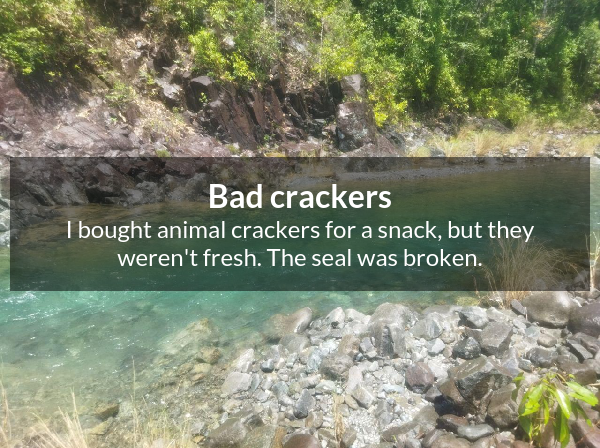 Bad crackers
I bought animal crackers for a snack, but they
weren't fresh. The seal was broken.